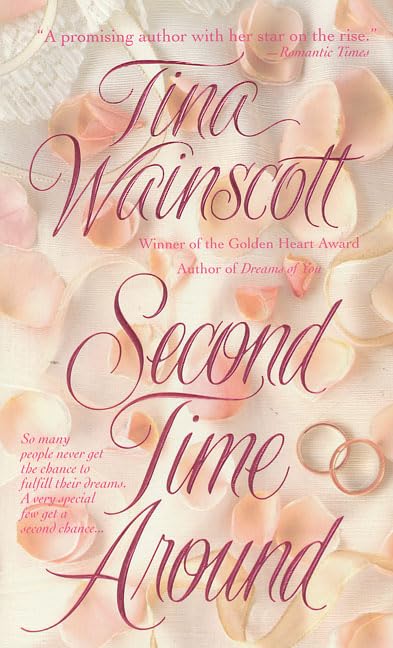 "A promising author with her star on the rise."
—Romantic Times
Tina
Wainscott
Winner of the Golden Heart Award
Author of Dreams of You
Second
Time
Around
So many
people never get
the chance to
fulfill their dreams.
A very special
few get a
second chance...